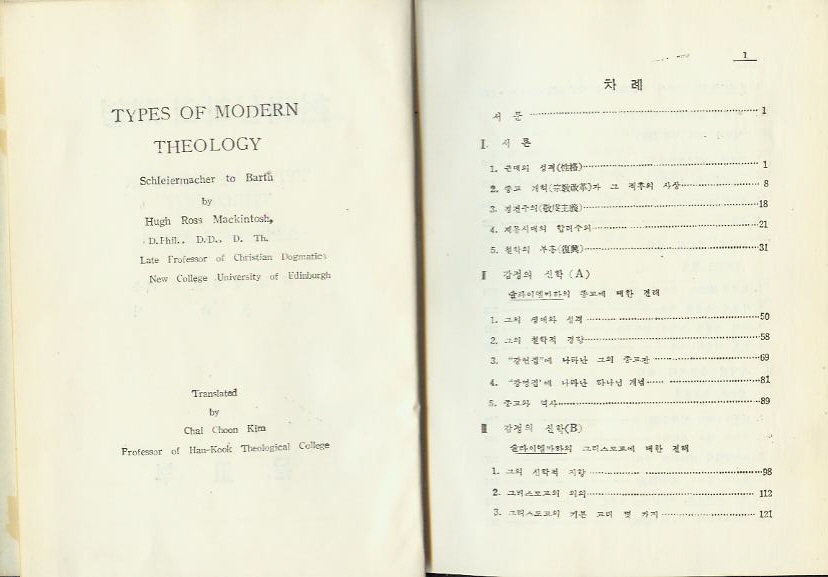 TYPES OF MODERN
THEOLOGY
Schleiermacher to Barth
by
Hugh Ross Mackintosh,
D.Phil., D.D., D. Th.
Late Professor of Christian Dogmatics
New College University of Edinburgh
Translated
by
Chai Choon Kim
Professor of Han-Kook Theological College
1
차 례
서 문 1
I. 서 론
1. 근대의 성격(性格) 1
2. 종교 개혁(宗敎改革)과 그 직후의 사상 8
3. 경건주의(敬虔主義) 18
4. 계몽시대의 합리주의 21
5. 철학의 부흥(復興) 31
II 감정의 신학 (A)
슐라이엘마하의 종교에 대한 견해
1. 그의 생애와 성격 50
2. 그의 철학적 경향 58
3. "강연집"에 나타난 그의 종교관 69
4. 에 나타난 하나님 개념 81
5. 종교와 역사 89
III 감정의 신학(B)
슐라이엘마하의 그리스도교에 대한 견해
1. 그의 신학적 지향 98
2. 그리스도교의 의의 112
3. 그리스도교의 기본 교리 몇 가지 121